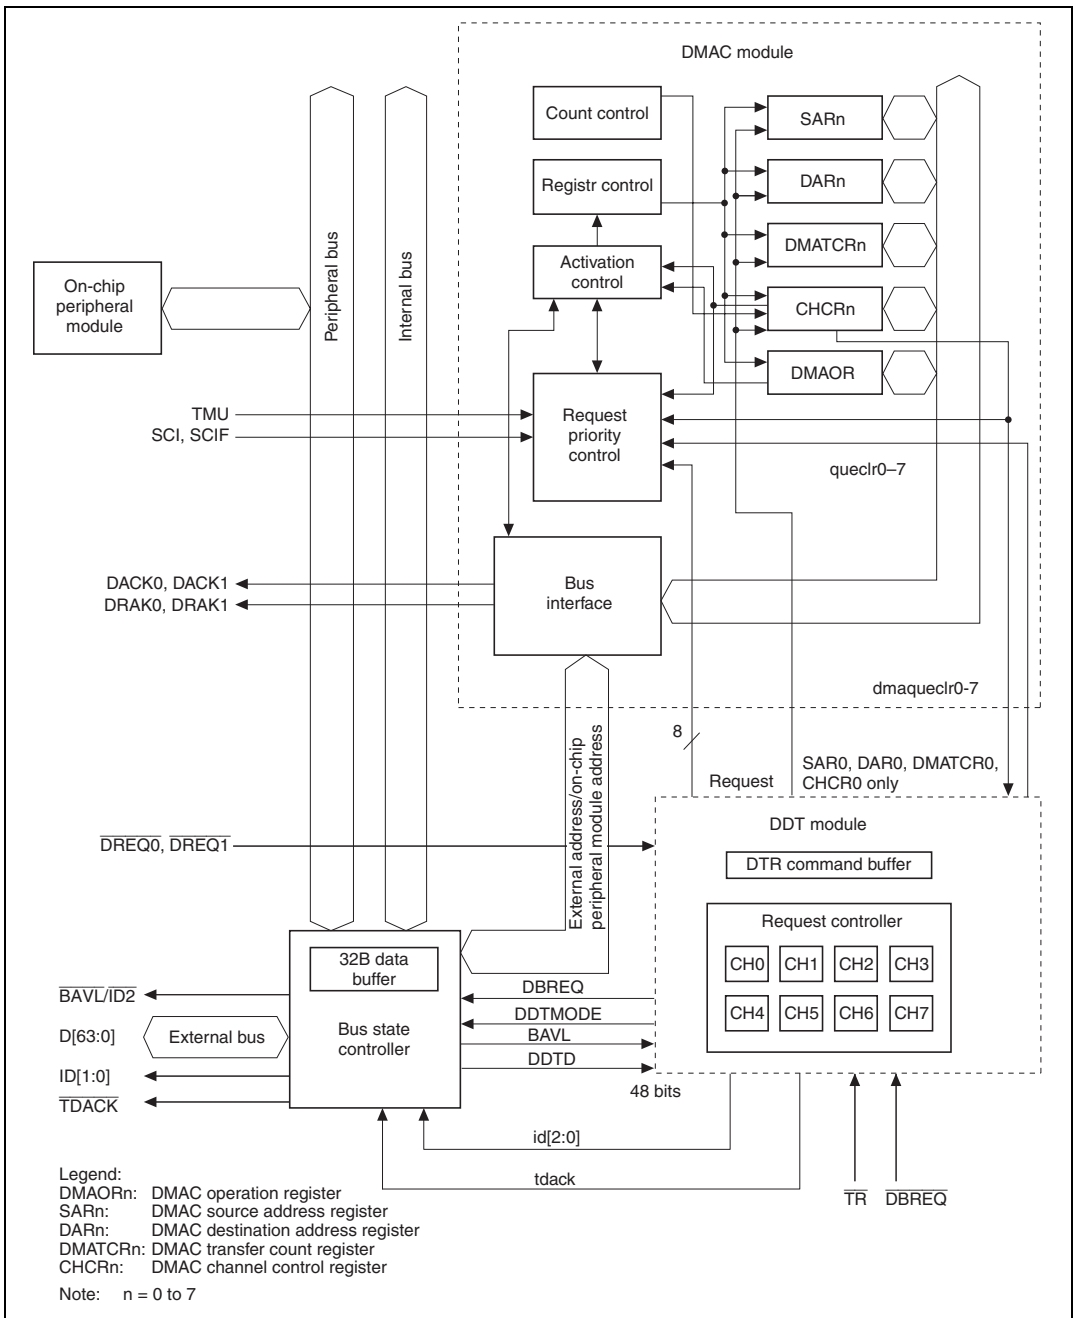 DMAC module
Count control
SARn
Registr control
DARn
Peripheral bus
Internal bus
DMATCRn
Activation
control
On-chip
peripheral
module
CHCRn
DMAOR
TMU
SCI, SCIF
Request
priority
control
queclr0–7
DACK0, DACK1
DRAK0, DRAK1
Bus
interface
dmaqueclr0-7
External address/on-chip
peripheral module address
8
Request
SAR0, DAR0, DMATCR0,
CHCR0 only
DDT module
DREQ0, DREQ1
DTR command buffer
Request controller
CH0 CH1 CH2 CH3
CH4 CH5 CH6 CH7
32B data
buffer
Bus state
controller
BAVL/ID2
D[63:0]
External bus
ID[1:0]
TDACK
DBREQ
DDTMODE
BAVL
DDTD
48 bits
id[2:0]
tdack
TR DBREQ
Legend:
DMAORn: DMAC operation register
SARn: DMAC source address register
DARn: DMAC destination address register
DMATCRn: DMAC transfer count register
CHCRn: DMAC channel control register
Note: n = 0 to 7